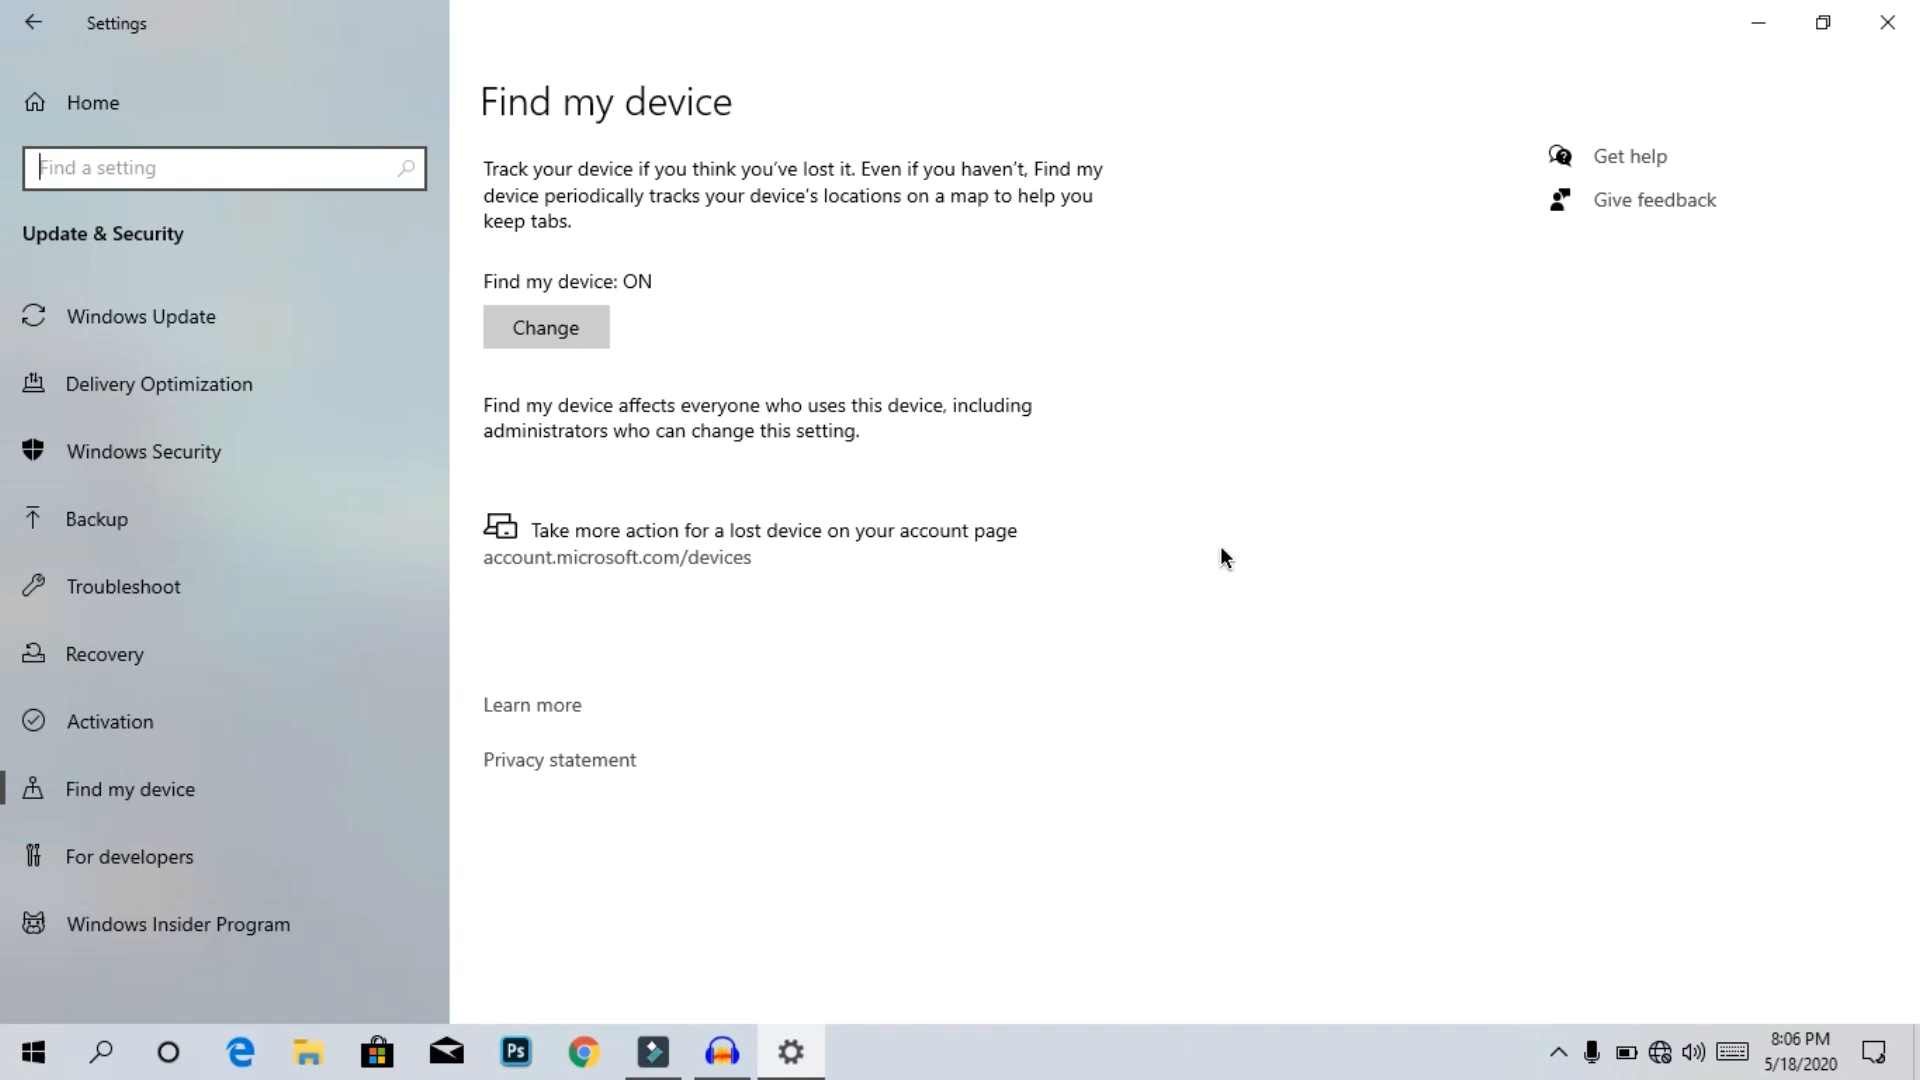 Settings
Home
Find a setting
Update & Security
Windows Update
Delivery Optimization
Windows Security
Backup
Troubleshoot
Recovery
Activation
Find my device
For developers
Windows Insider Program
Find my device
Track your device if you think you've lost it. Even if you haven't, Find my
device periodically tracks your device's locations on a map to help you
keep tabs.
Find my device: ON
Change
Find my device affects everyone who uses this device, including
administrators who can change this setting.
Take more action for a lost device on your account page
account.microsoft.com/devices
Learn more
Privacy statement
Get help
Give feedback
Ps
8:06 PM
5/18/2020